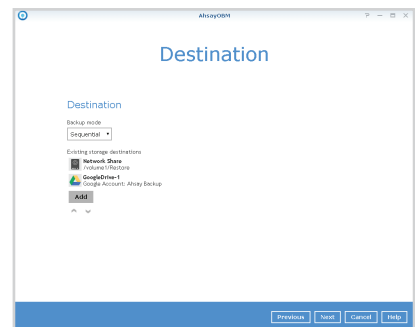 AhsayOBM
Destination
Destination
Backup mode
Sequential
Existing storage destinations
Network Share
/volume1/Restore
GoogleDrive-1
Google Account: Ahsay Backup
Add
Previous Next Cancel Help